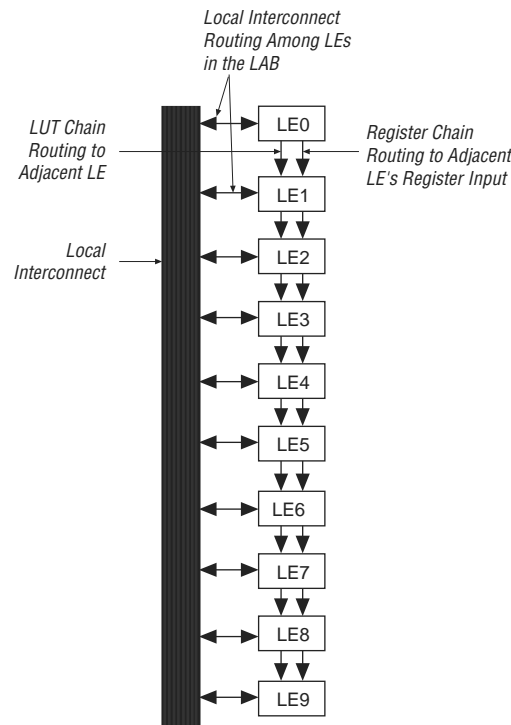 Local Interconnect
Routing Among LEs
in the LAB
LUT Chain
Routing to
Adjacent LE
Register Chain
Routing to Adjacent
LE's Register Input
Local
Interconnect
LE0
LE1
LE2
LE3
LE4
LE5
LE6
LE7
LE8
LE9